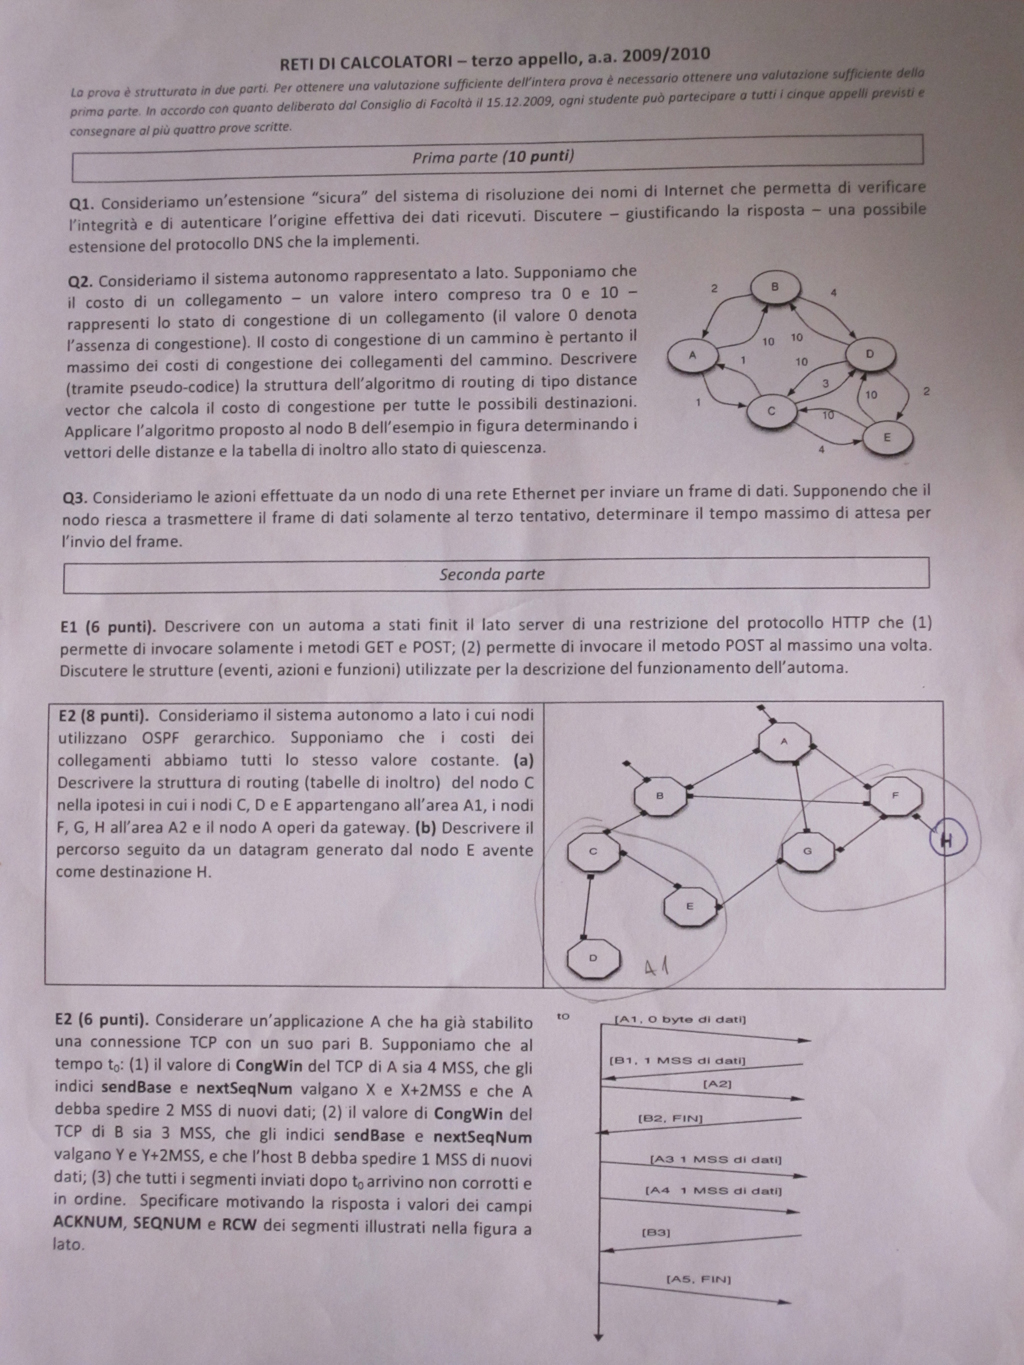 RETI DI CALCOLATORI – terzo appello, a.a. 2009/2010
La prova è strutturata in due parti. Per ottenere una valutazione sufficiente dell'intera prova è necessario ottenere una valutazione sufficiente della
prima parte. In accordo con quanto deliberato dal Consiglio di Facoltà il 15.12.2009, ogni studente può partecipare a tutti i cinque appelli previsti e
consegnare al più quattro prove scritte.
Prima parte (10 punti)
Q1. Consideriamo un'estensione "sicura" del sistema di risoluzione dei nomi di Internet che permetta di verificare
l'integrità e di autenticare l'origine effettiva dei dati ricevuti. Discutere – giustificando la risposta – una possibile
estensione del protocollo DNS che la implementi.
Q2. Consideriamo il sistema autonomo rappresentato a lato. Supponiamo che
il costo di un collegamento – un valore intero compreso tra 0 e 10 –
rappresenti lo stato di congestione di un collegamento (il valore 0 denota
l'assenza di congestione). Il costo di congestione di un cammino è pertanto il
massimo dei costi di congestione dei collegamenti del cammino. Descrivere
(tramite pseudo-codice) la struttura dell'algoritmo di routing di tipo distance
vector che calcola il costo di congestione per tutte le possibili destinazioni.
Applicare l'algoritmo proposto al nodo B dell'esempio in figura determinando i
vettori delle distanze e la tabella di inoltro allo stato di quiescenza.
2
B
4
10
10
A
1
10
D
3
10
2
1
C
10
E
4
Q3. Consideriamo le azioni effettuate da un nodo di una rete Ethernet per inviare un frame di dati. Supponendo che il
nodo riesca a trasmettere il frame di dati solamente al terzo tentativo, determinare il tempo massimo di attesa per
l'invio del frame.
Seconda parte
E1 (6 punti). Descrivere con un automa a stati finit il lato server di una restrizione del protocollo HTTP che (1)
permette di invocare solamente i metodi GET e POST; (2) permette di invocare il metodo POST al massimo una volta.
Discutere le strutture (eventi, azioni e funzioni) utilizzate per la descrizione del funzionamento dell'automa.
E2 (8 punti). Consideriamo il sistema autonomo a lato i cui nodi
utilizzano OSPF gerarchico. Supponiamo che i costi dei
collegamenti abbiamo tutti lo stesso valore costante. (a)
Descrivere la struttura di routing (tabelle di inoltro) del nodo C
nella ipotesi in cui i nodi C, D e E appartengano all'area A1, i nodi
F, G, H all'area A2 e il nodo A operi da gateway. (b) Descrivere il
percorso seguito da un datagram generato dal nodo E avente
come destinazione H.
A
B
F
H
C
G
E
D
A1
E2 (6 punti). Considerare un'applicazione A che ha già stabilito
una connessione TCP con un suo pari B. Supponiamo che al
tempo t0: (1) il valore di CongWin del TCP di A sia 4 MSS, che gli
indici sendBase e nextSeqNum valgano X e X+2MSS e che A
debba spedire 2 MSS di nuovi dati; (2) il valore di CongWin del
TCP di B sia 3 MSS, che gli indici sendBase e nextSeqNum
valgano Y e Y+2MSS, e che l'host B debba spedire 1 MSS di nuovi
dati; (3) che tutti i segmenti inviati dopo t0 arrivino non corrotti e
in ordine. Specificare motivando la risposta i valori dei campi
ACKNUM, SEQNUM e RCW dei segmenti illustrati nella figura a
lato.
to
[A1, 0 byte di dati]
[B1, 1 MSS di dati]
[A2]
[B2, FIN]
[A3 1 MSS di dati]
[A4 1 MSS di dati]
[B3]
[A5, FIN]